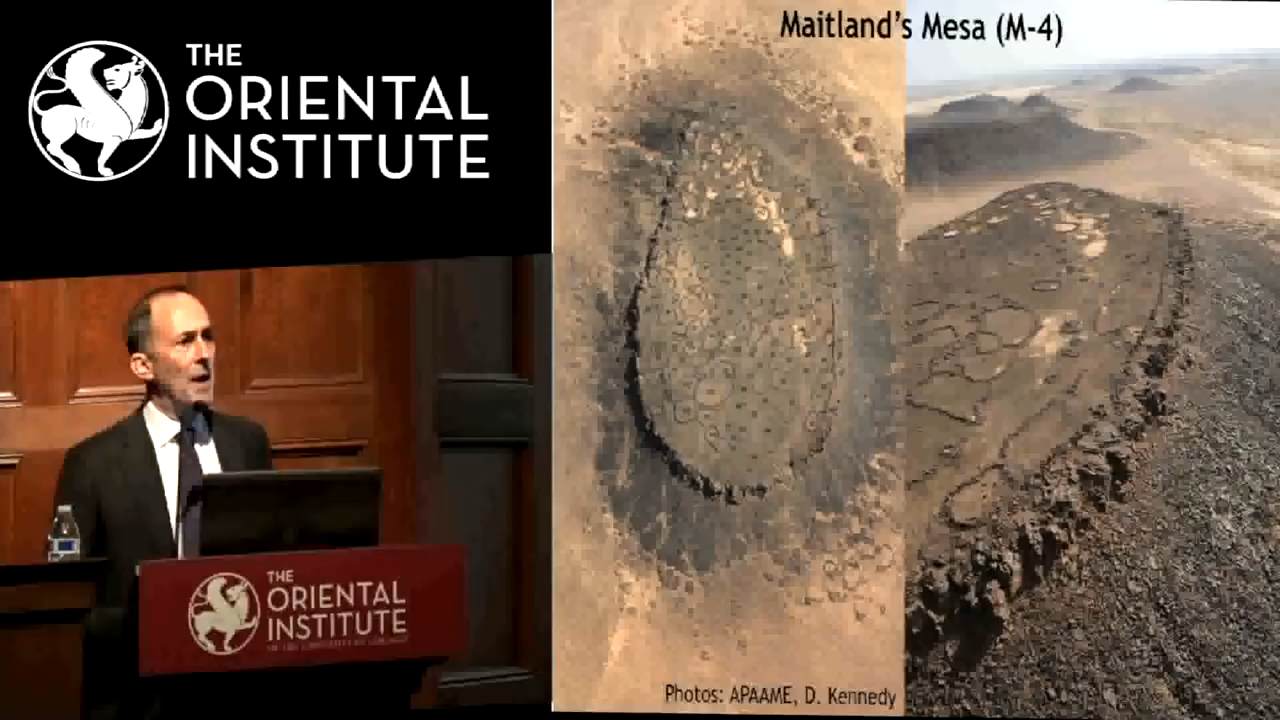 THE
ORIENTAL
INSTITUTE
Maitland's Mesa (M-4)
THE
ORIENTAL
INSTITUTE
Photos: APAAME, D. Kennedy